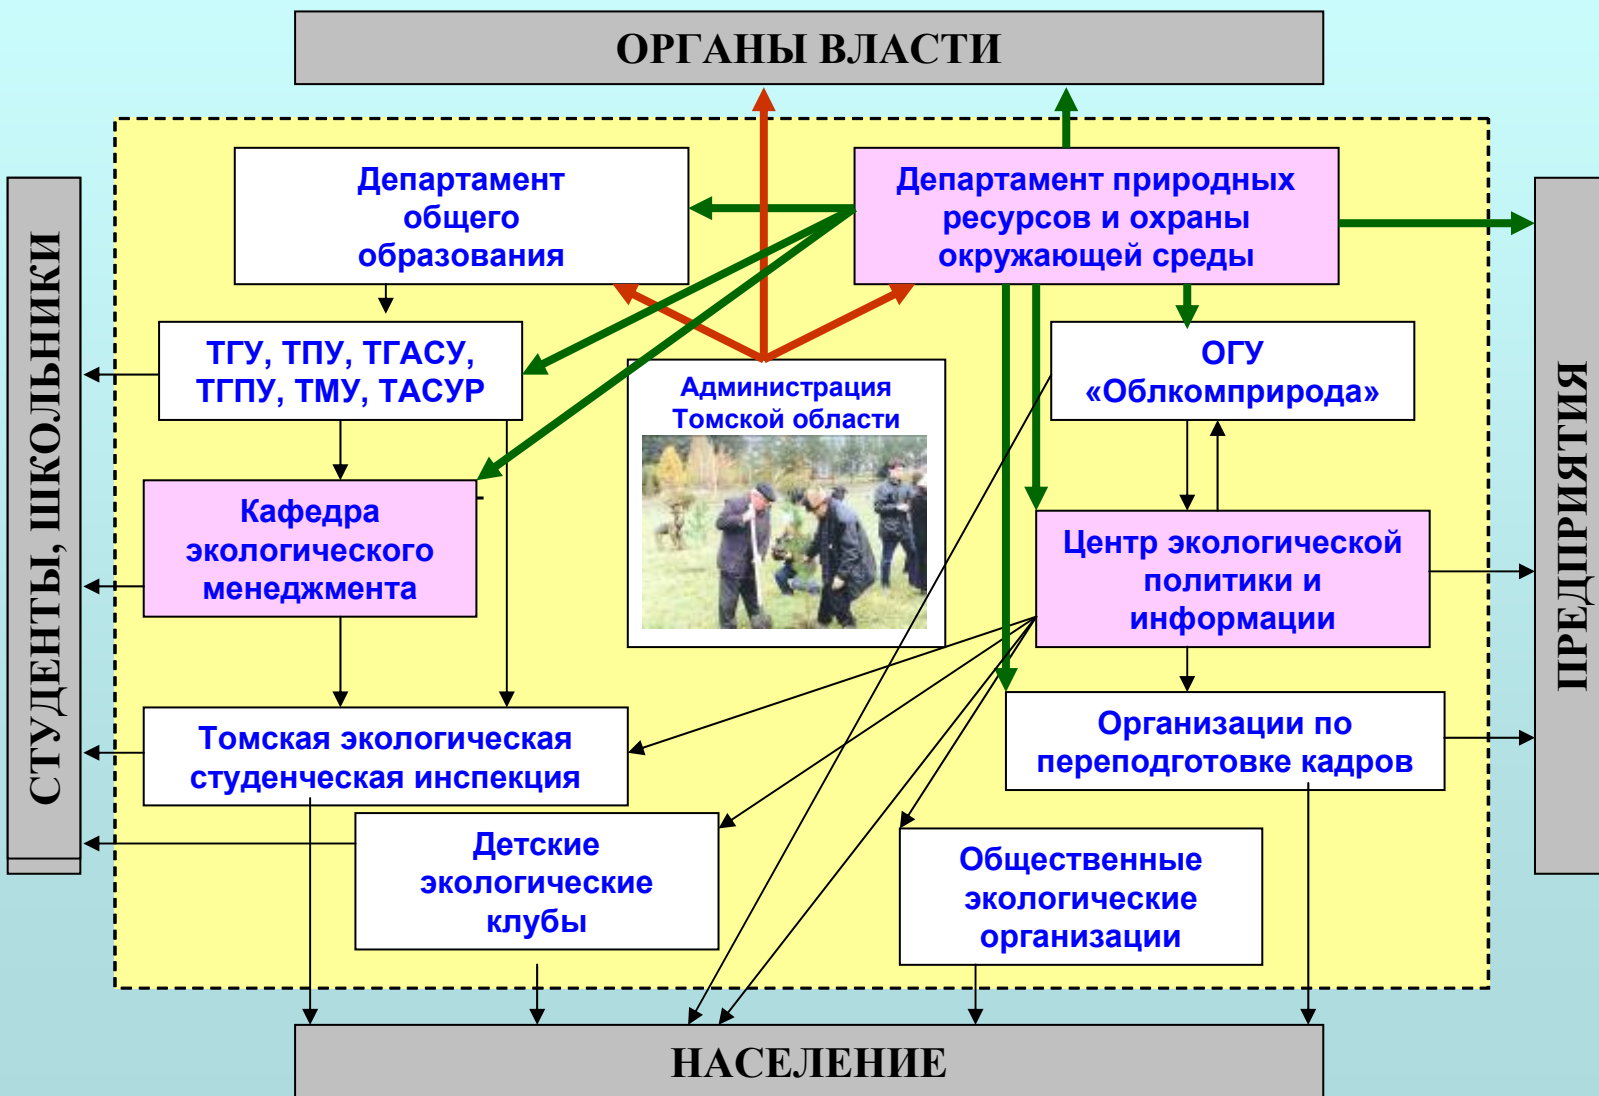 ОРГАНЫ ВЛАСТИ
Департамент
общего
образования
Департамент природных
ресурсов и охраны
окружающей среды
СТУДЕНТЫ, ШКОЛЬНИКИ
ПРЕДПРИЯТИЯ
ТГУ, ТПУ, ТГАСУ,
ТГПУ, ТМУ, ТАСУР
Администрация
Томской области
ОГУ
«Облкомприрода»
Кафедра
экологического
менеджмента
Центр экологической
политики и
информации
Томская экологическая
студенческая инспекция
Организации по
переподготовке кадров
Детские
экологические
клубы
Общественные
экологические
организации
НАСЕЛЕНИЕ